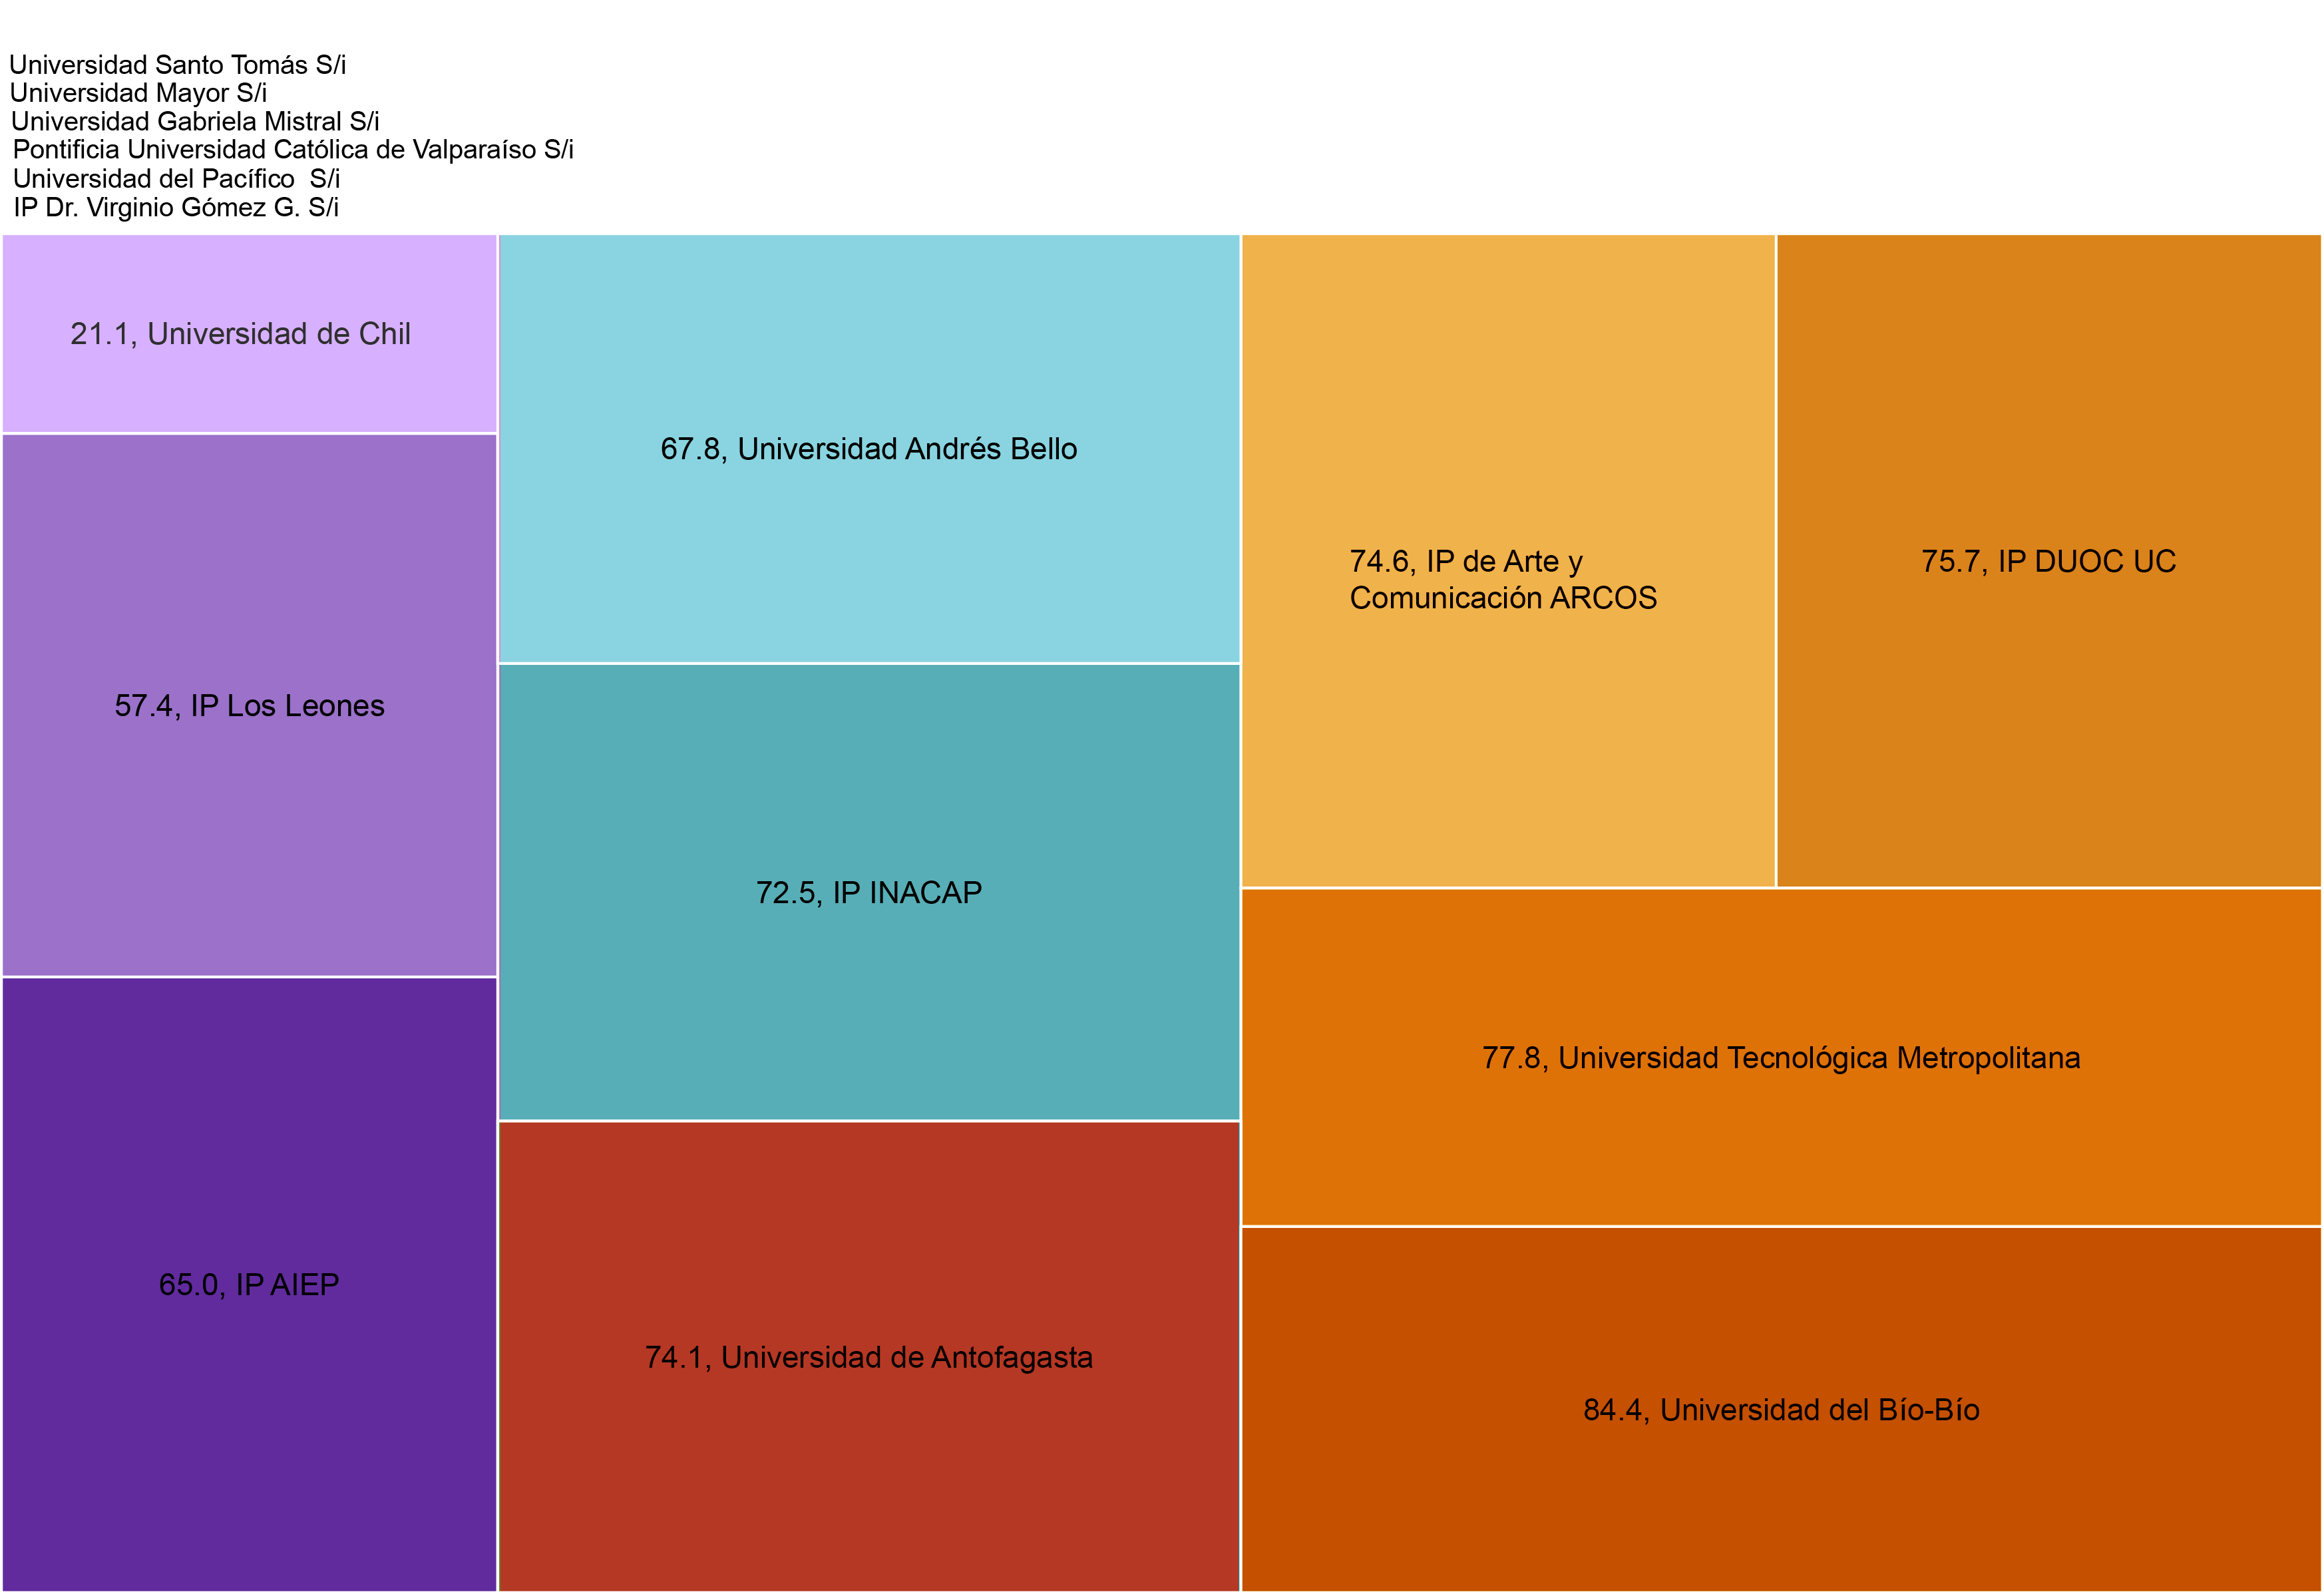 Universidad Santo Tomás S/i
Universidad Mayor S/i
Universidad Gabriela Mistral S/i
Pontificia Universidad Católica de Valparaíso S/i
Universidad del Pacífico  S/i
IP Dr. Virginio Gómez G. S/i
21.1, Universidad de Chil
57.4, IP Los Leones
65.0, IP AIEP
67.8, Universidad Andrés Bello
72.5, IP INACAP
74.1, Universidad de Antofagasta
74.6, IP de Arte y
Comunicación ARCOS
75.7, IP DUOC UC
77.8, Universidad Tecnológica Metropolitana
84.4, Universidad del Bío-Bío